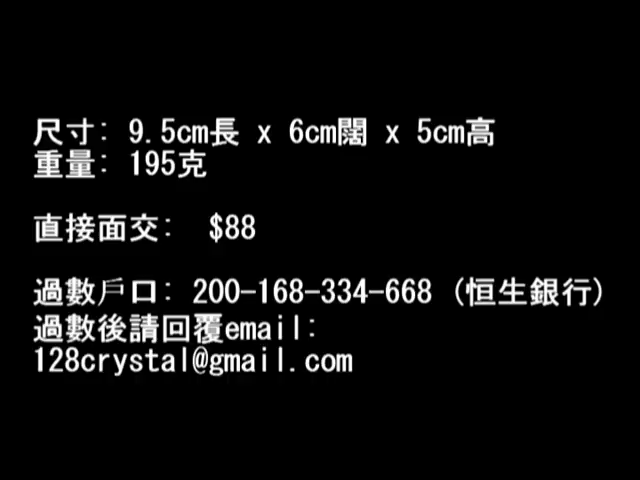 尺寸: 9.5cm長 x 6cm闊 x 5cm高
重量: 195克
直接面交: $88
過數戶口: 200-168-334-668 (恒生銀行)
過數後請回覆email:
128crystal@gmail.com